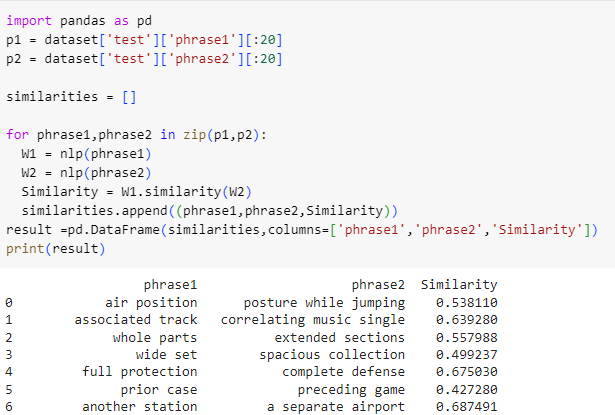 import pandas as pd
p1 = dataset['test']['phrase1'][:20]
p2 = dataset['test']['phrase2'][:20]
similarities = []
for phrase1,phrase2 in zip(p1,p2):
W1 = nlp(phrase1)
W2 = nlp(phrase2)
Similarity = W1.similarity(W2)
similarities.append((phrase1,phrase2,Similarity))
result =pd.DataFrame(similarities,columns=['phrase1','phrase2','Similarity'])
print(result)
phrase1 phrase2 Similarity
0 air position posture while jumping 0.538110
1 associated track correlating music single 0.639280
2 whole parts extended sections 0.557988
3 wide set spacious collection 0.499237
4 full protection complete defense 0.675030
5 prior case preceding game 0.427280
6 another station a separate airport 0.687491